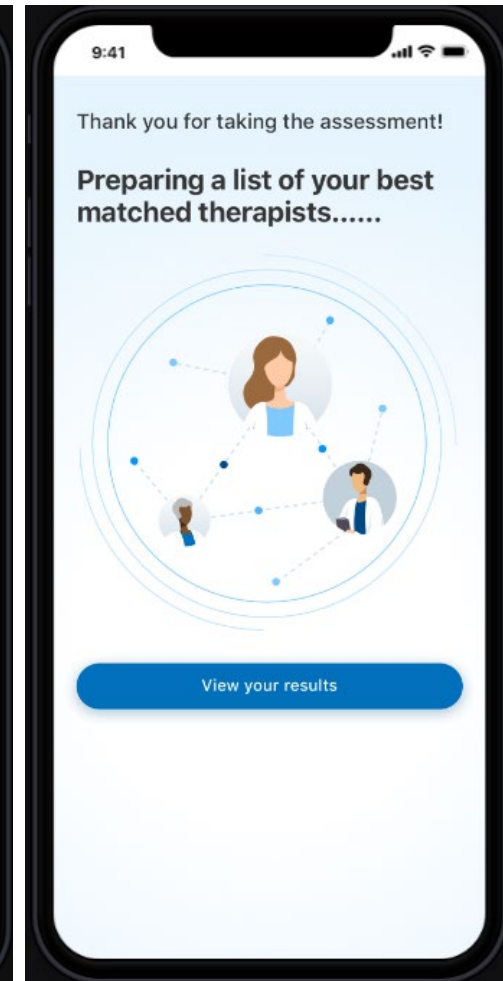 9:41
Thank you for taking the assessment!
Preparing a list of your best
matched therapists......
View your results